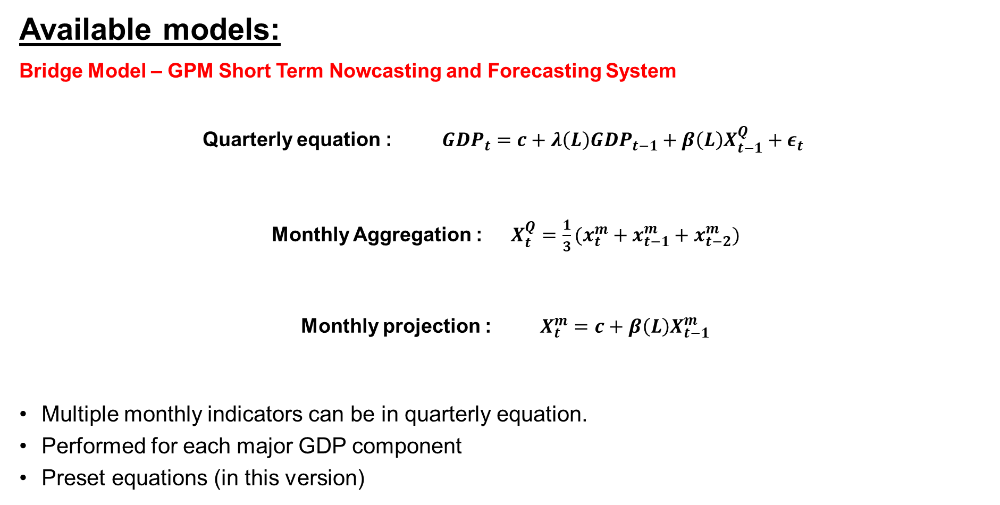 Available models:
Bridge Model – GPM Short Term Nowcasting and Forecasting System
Quarterly equation : $GDP_t = c + \lambda(L)GDP_{t-1} + \beta(L)X_{t-1}^{Q} + \epsilon_t$
Monthly Aggregation : $X_t^Q = \frac{1}{3}(x_t^m + x_{t-1}^m + x_{t-2}^m)$
Monthly projection : $X_t^m = c + \beta(L)X_{t-1}^m$
• Multiple monthly indicators can be in quarterly equation.
• Performed for each major GDP component
• Preset equations (in this version)